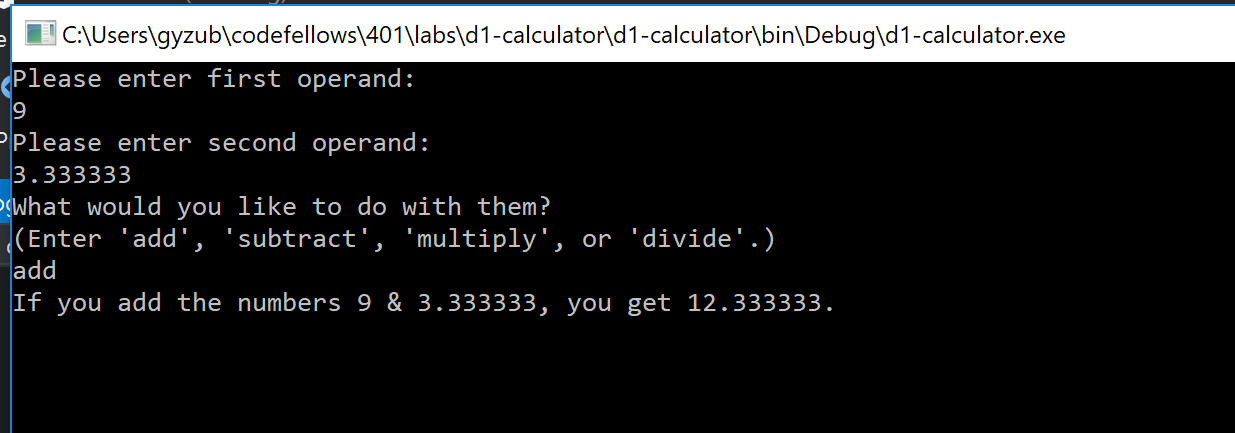 C:\Users\gyzub\codefellows\401\labs\d1-calculator\d1-calculator\bin\Debug\d1-calculator.exe
Please enter first operand:
9
Please enter second operand:
3.333333
What would you like to do with them?
(Enter 'add', 'subtract', 'multiply', or 'divide'.)
add
If you add the numbers 9 & 3.333333, you get 12.333333.